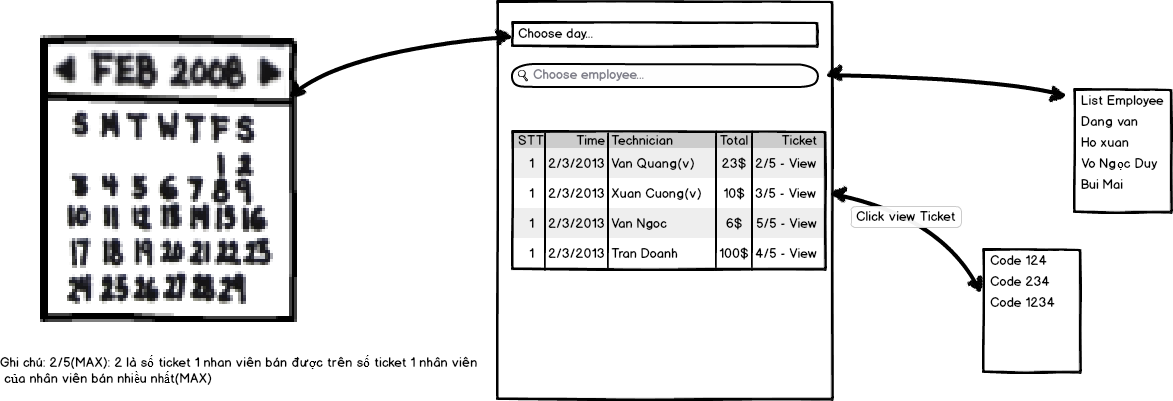 FEB 2008
S M T W T F S
1 2
3 4 5 6 7 8 9
10 11 12 13 14 15 16
17 18 19 20 21 22 23
24 25 26 27 28 29
Choose day...
Choose employee...
STT Time Technician Total Ticket
1 2/3/2013 Van Quang(v) 23$ 2/5 - View
1 2/3/2013 Xuan Cuong(v) 10$ 3/5 - View
1 2/3/2013 Van Ngoc 6$ 5/5 - View
1 2/3/2013 Tran Doanh 100$ 4/5 - View
List Employee
Dang van
Ho xuan
Vo Ngọc Duy
Bui Mai
Click view Ticket
Code 124
Code 234
Code 1234
Ghi chú: 2/5(MAX): 2 là số ticket 1 nhan viên bán được trên số ticket 1 nhân viên
của nhân viên bán nhiều nhất(MAX)